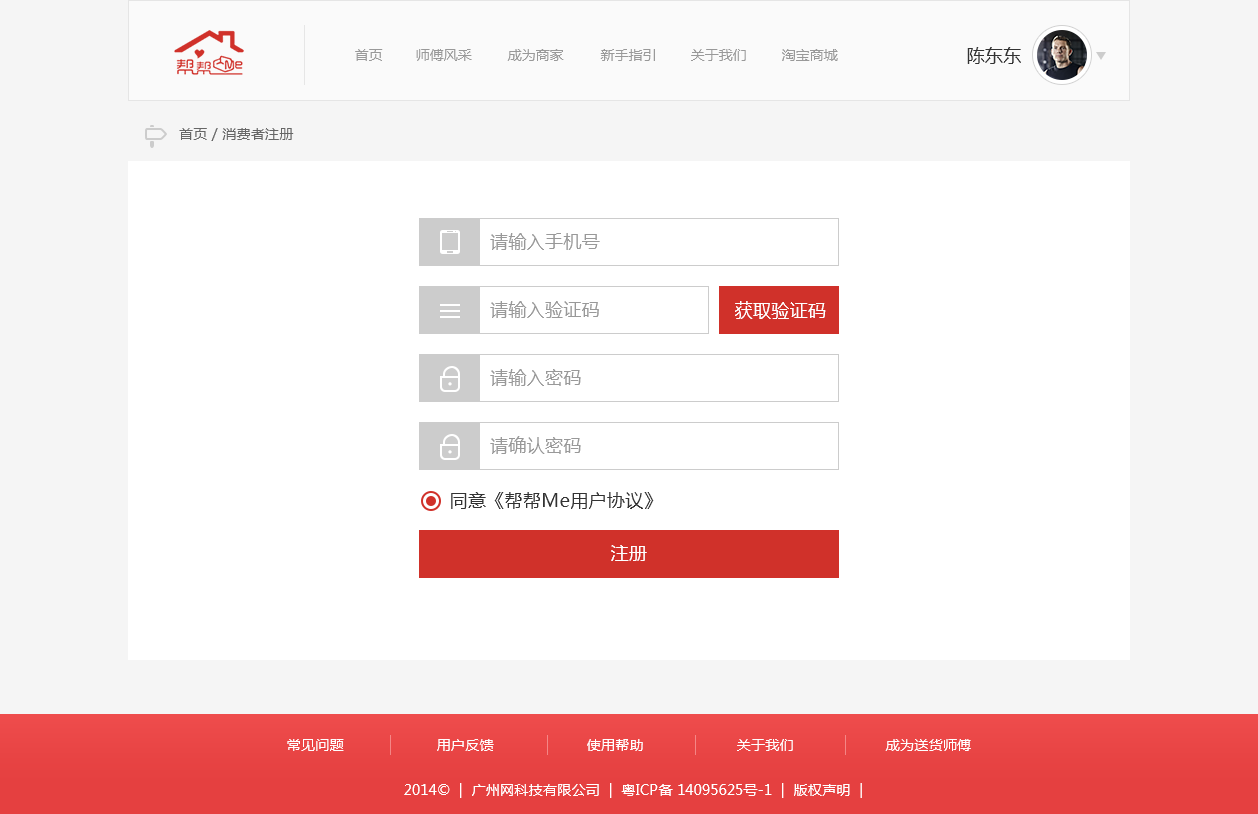 帮帮Me
首页 师傅风采 成为商家 新手指引 关于我们 淘宝商城 陈东东
首页 / 消费者注册
请输入手机号
请输入验证码 获取验证码
请输入密码
请确认密码
同意《帮帮Me用户协议》
注册
常见问题 用户反馈 使用帮助 关于我们 成为送货师傅
2014© | 广州网科技有限公司 | 粤ICP备 14095625号-1 | 版权声明 |